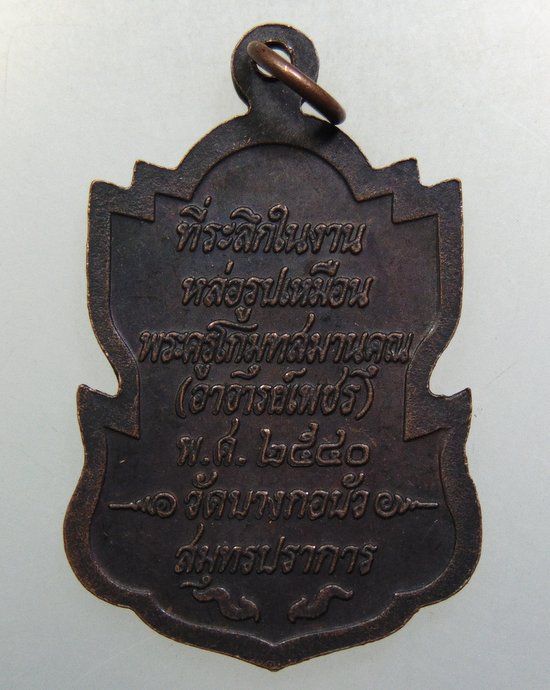 ที่ระลึกในงาน
หล่อรูปเหมือน
พระครูโกมุทสมานคุณ
(อาจารย์เพชร)
พ.ศ. ๒๕๔๐
วัดบางกอบัว
สมุทรปราการ